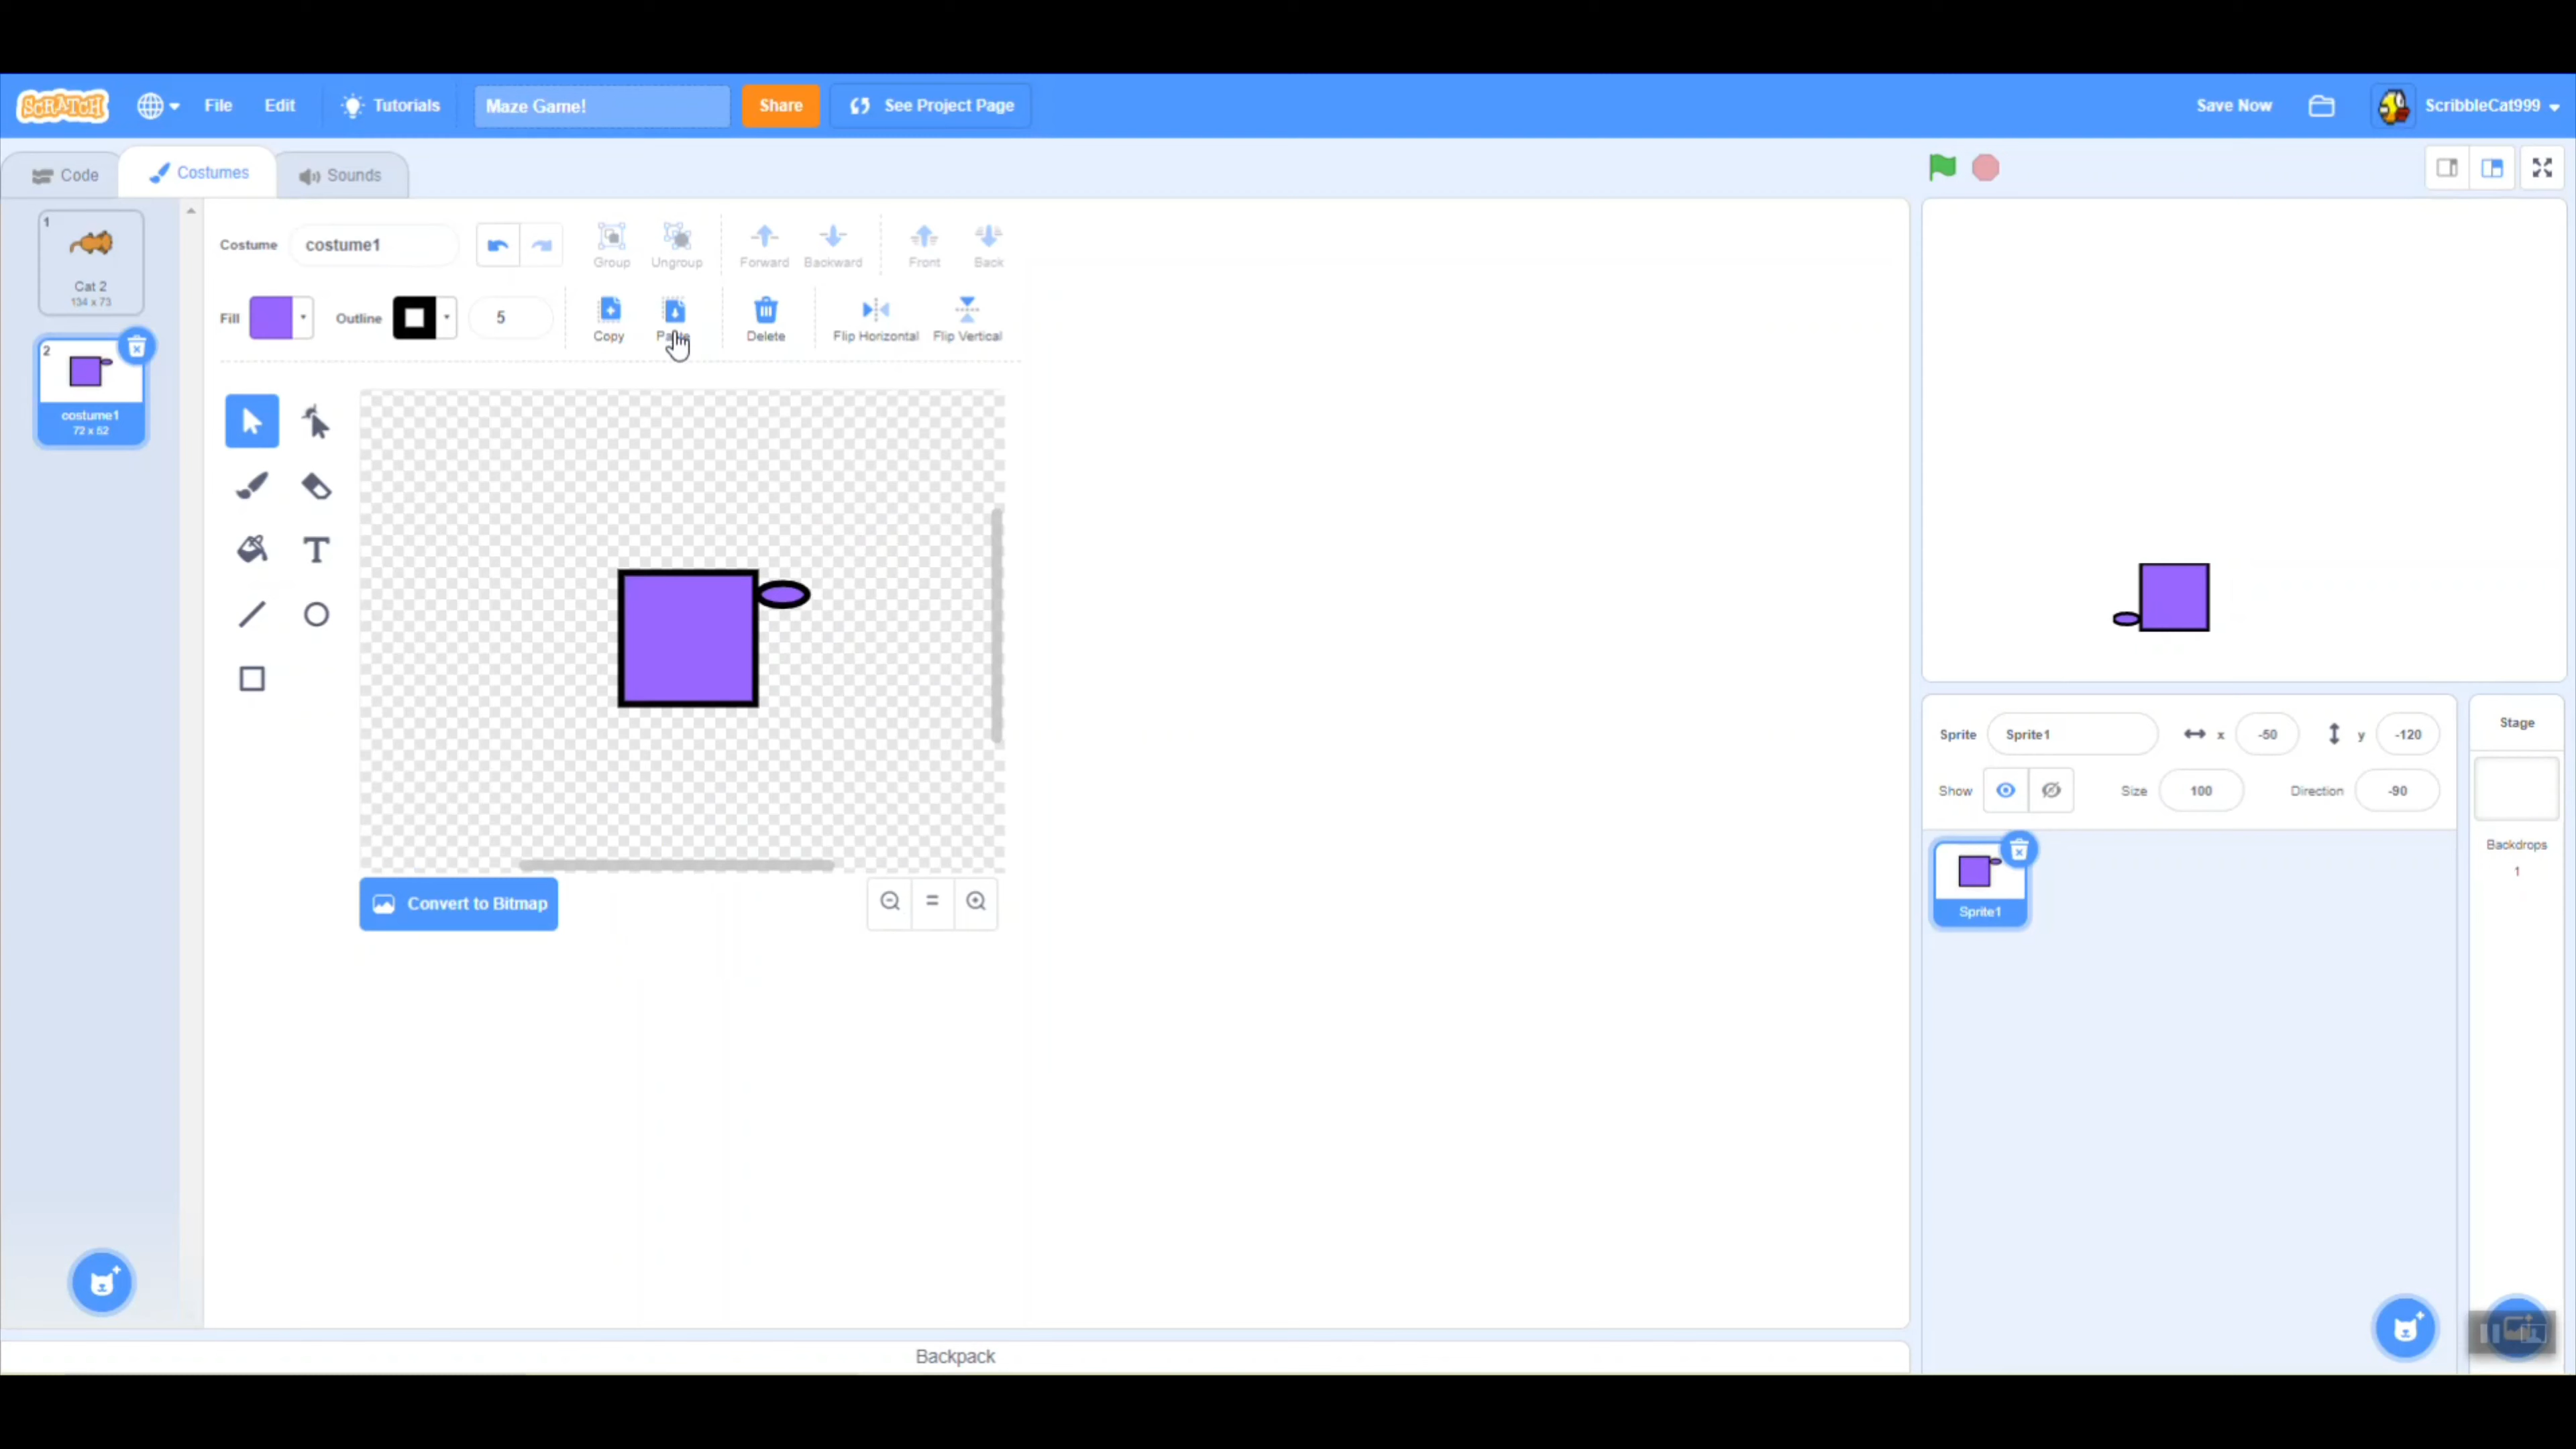 SCRATCH File Edit Tutorials Maze Game! Share See Project Page Save Now ScribbleCat999
Code Costumes Sounds
1
Cat 2
134 x 73
2
costume1
72 x 52
Costume costume1 Group Ungroup Forward Backward Front Back
Fill Outline 5 Copy Delete Flip Horizontal Flip Vertical
T
Convert to Bitmap =
Sprite Sprite1 x -50 y -120
Show Size 100 Direction -90
Sprite1
Stage
Backdrops
1
Backpack